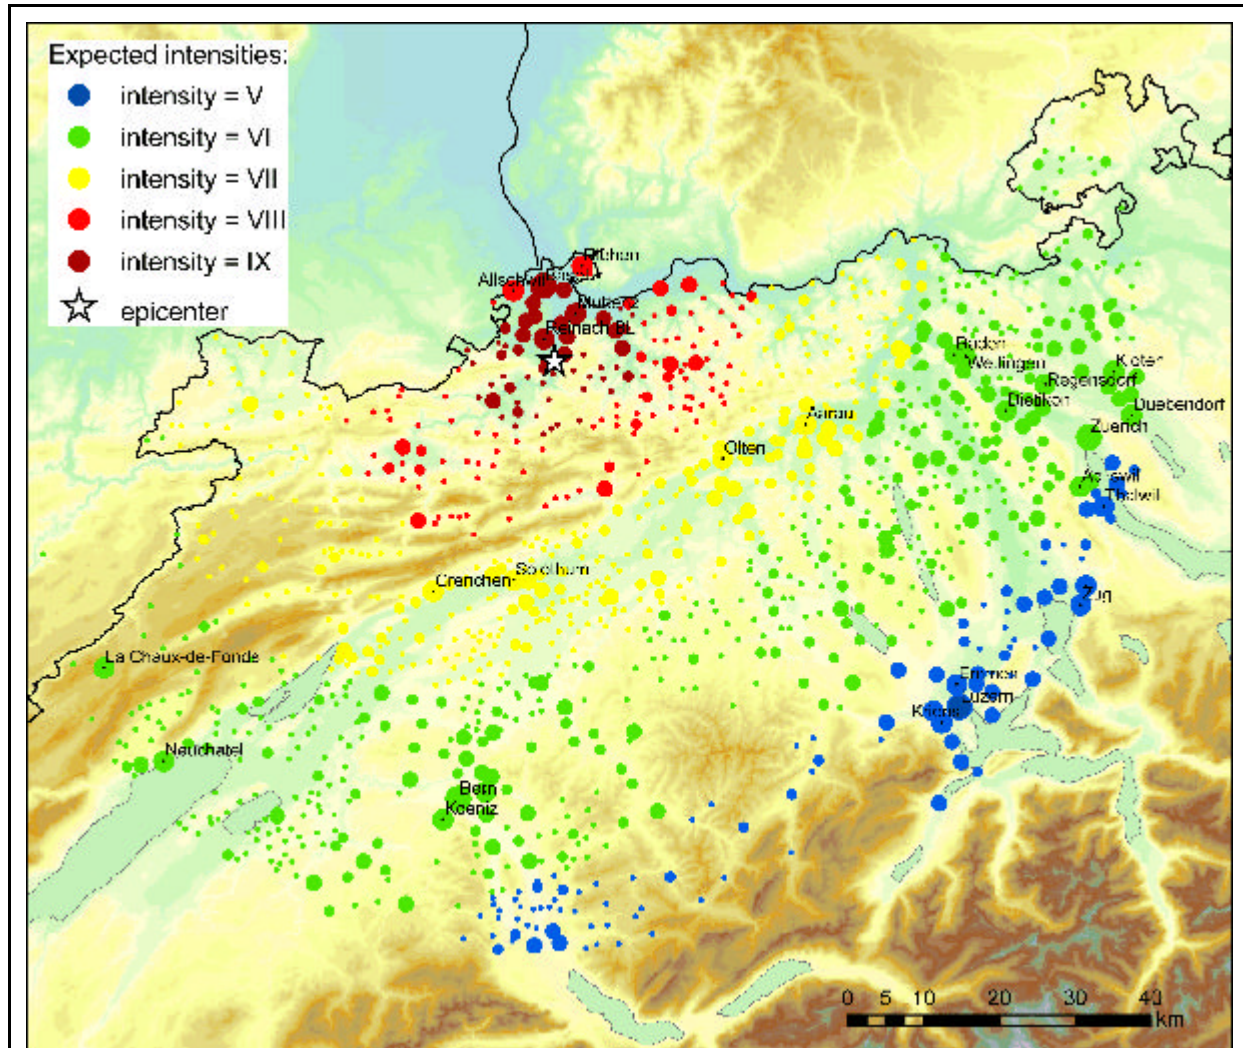 Expected intensities:
intensity = V
intensity = VI
intensity = VII
intensity = VIII
intensity = IX
epicenter
Riehen
Allschwil
Muttenz
Reinach BL
Baden
Wettingen
Kloten
Regensdorf
Dietikon
Duebendorf
Aarau
Zuerich
Olten
Adliswil
Thalwil
Solothurn
Grenchen
Zug
La Chaux-de-Fonds
Emmen
Luzern
Kriens
Neuchatel
Bern
Koeniz
0 5 10 20 30 40
km